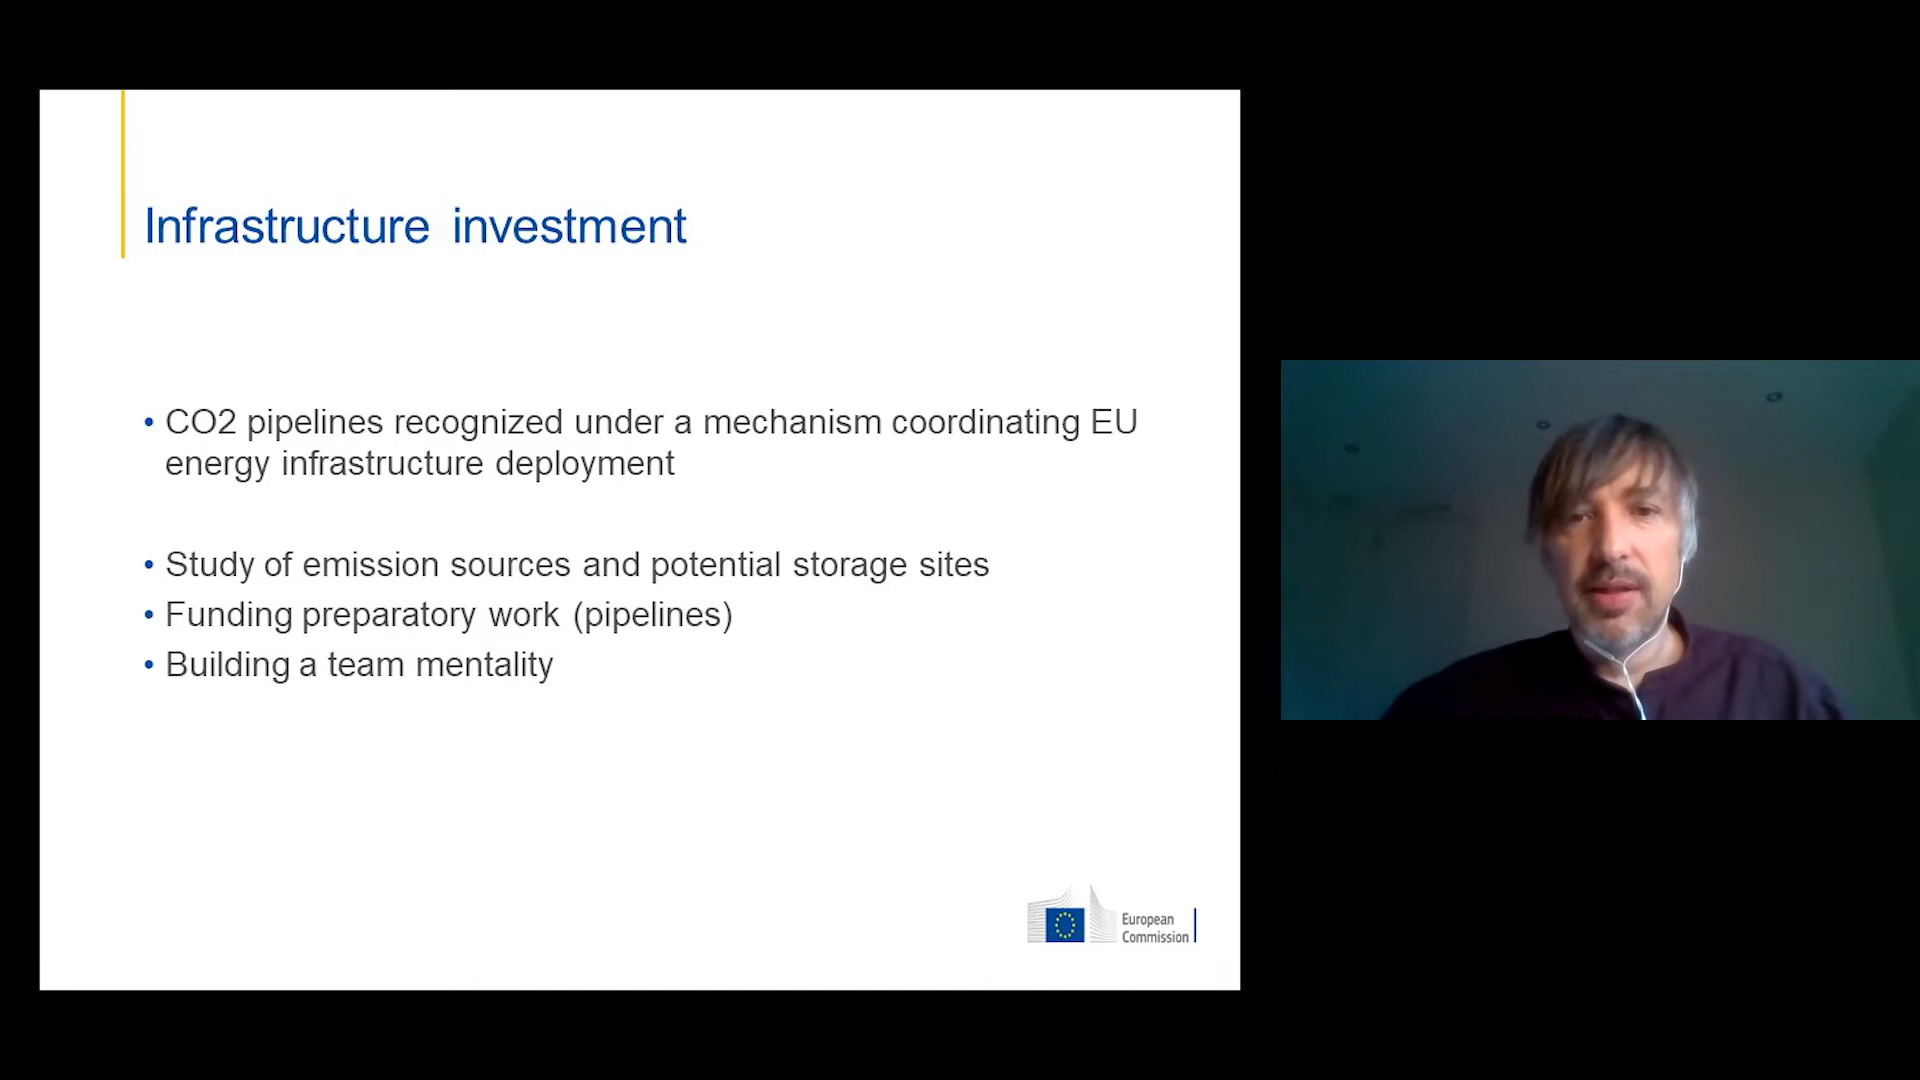 Infrastructure investment
• CO2 pipelines recognized under a mechanism coordinating EU
energy infrastructure deployment
• Study of emission sources and potential storage sites
• Funding preparatory work (pipelines)
• Building a team mentality
European
Commission